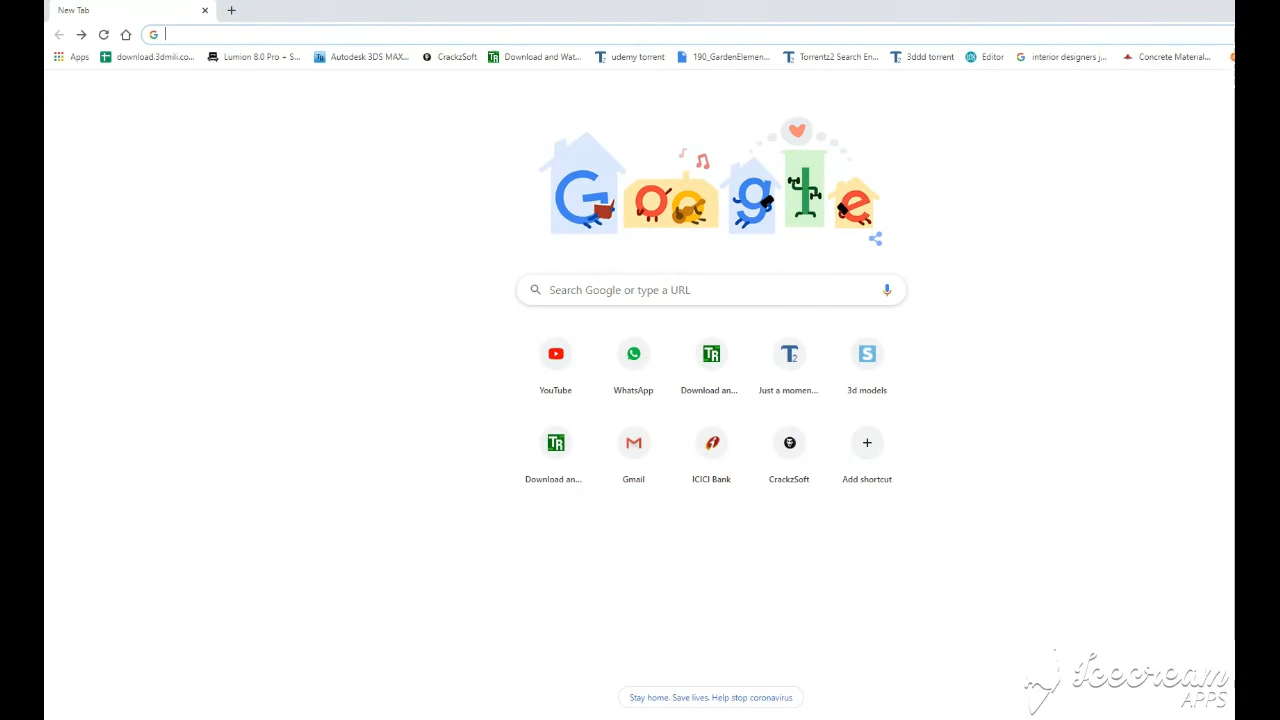 New Tab
Apps download.3dmili.co... Lumion 8.0 Pro + S... Autodesk 3DS MAX... CrackzSoft Download and Wat... udemy torrent 190_GardenElemen... Torrentz2 Search En... 3ddd torrent Editor interior designers j... Concrete Material...
Google
Search Google or type a URL
YouTube WhatsApp Download an... Just a momen... 3d models
Download an... Gmail ICICI Bank CrackzSoft Add shortcut
Stay home. Save lives. Help stop coronavirus
Icecream
APPS